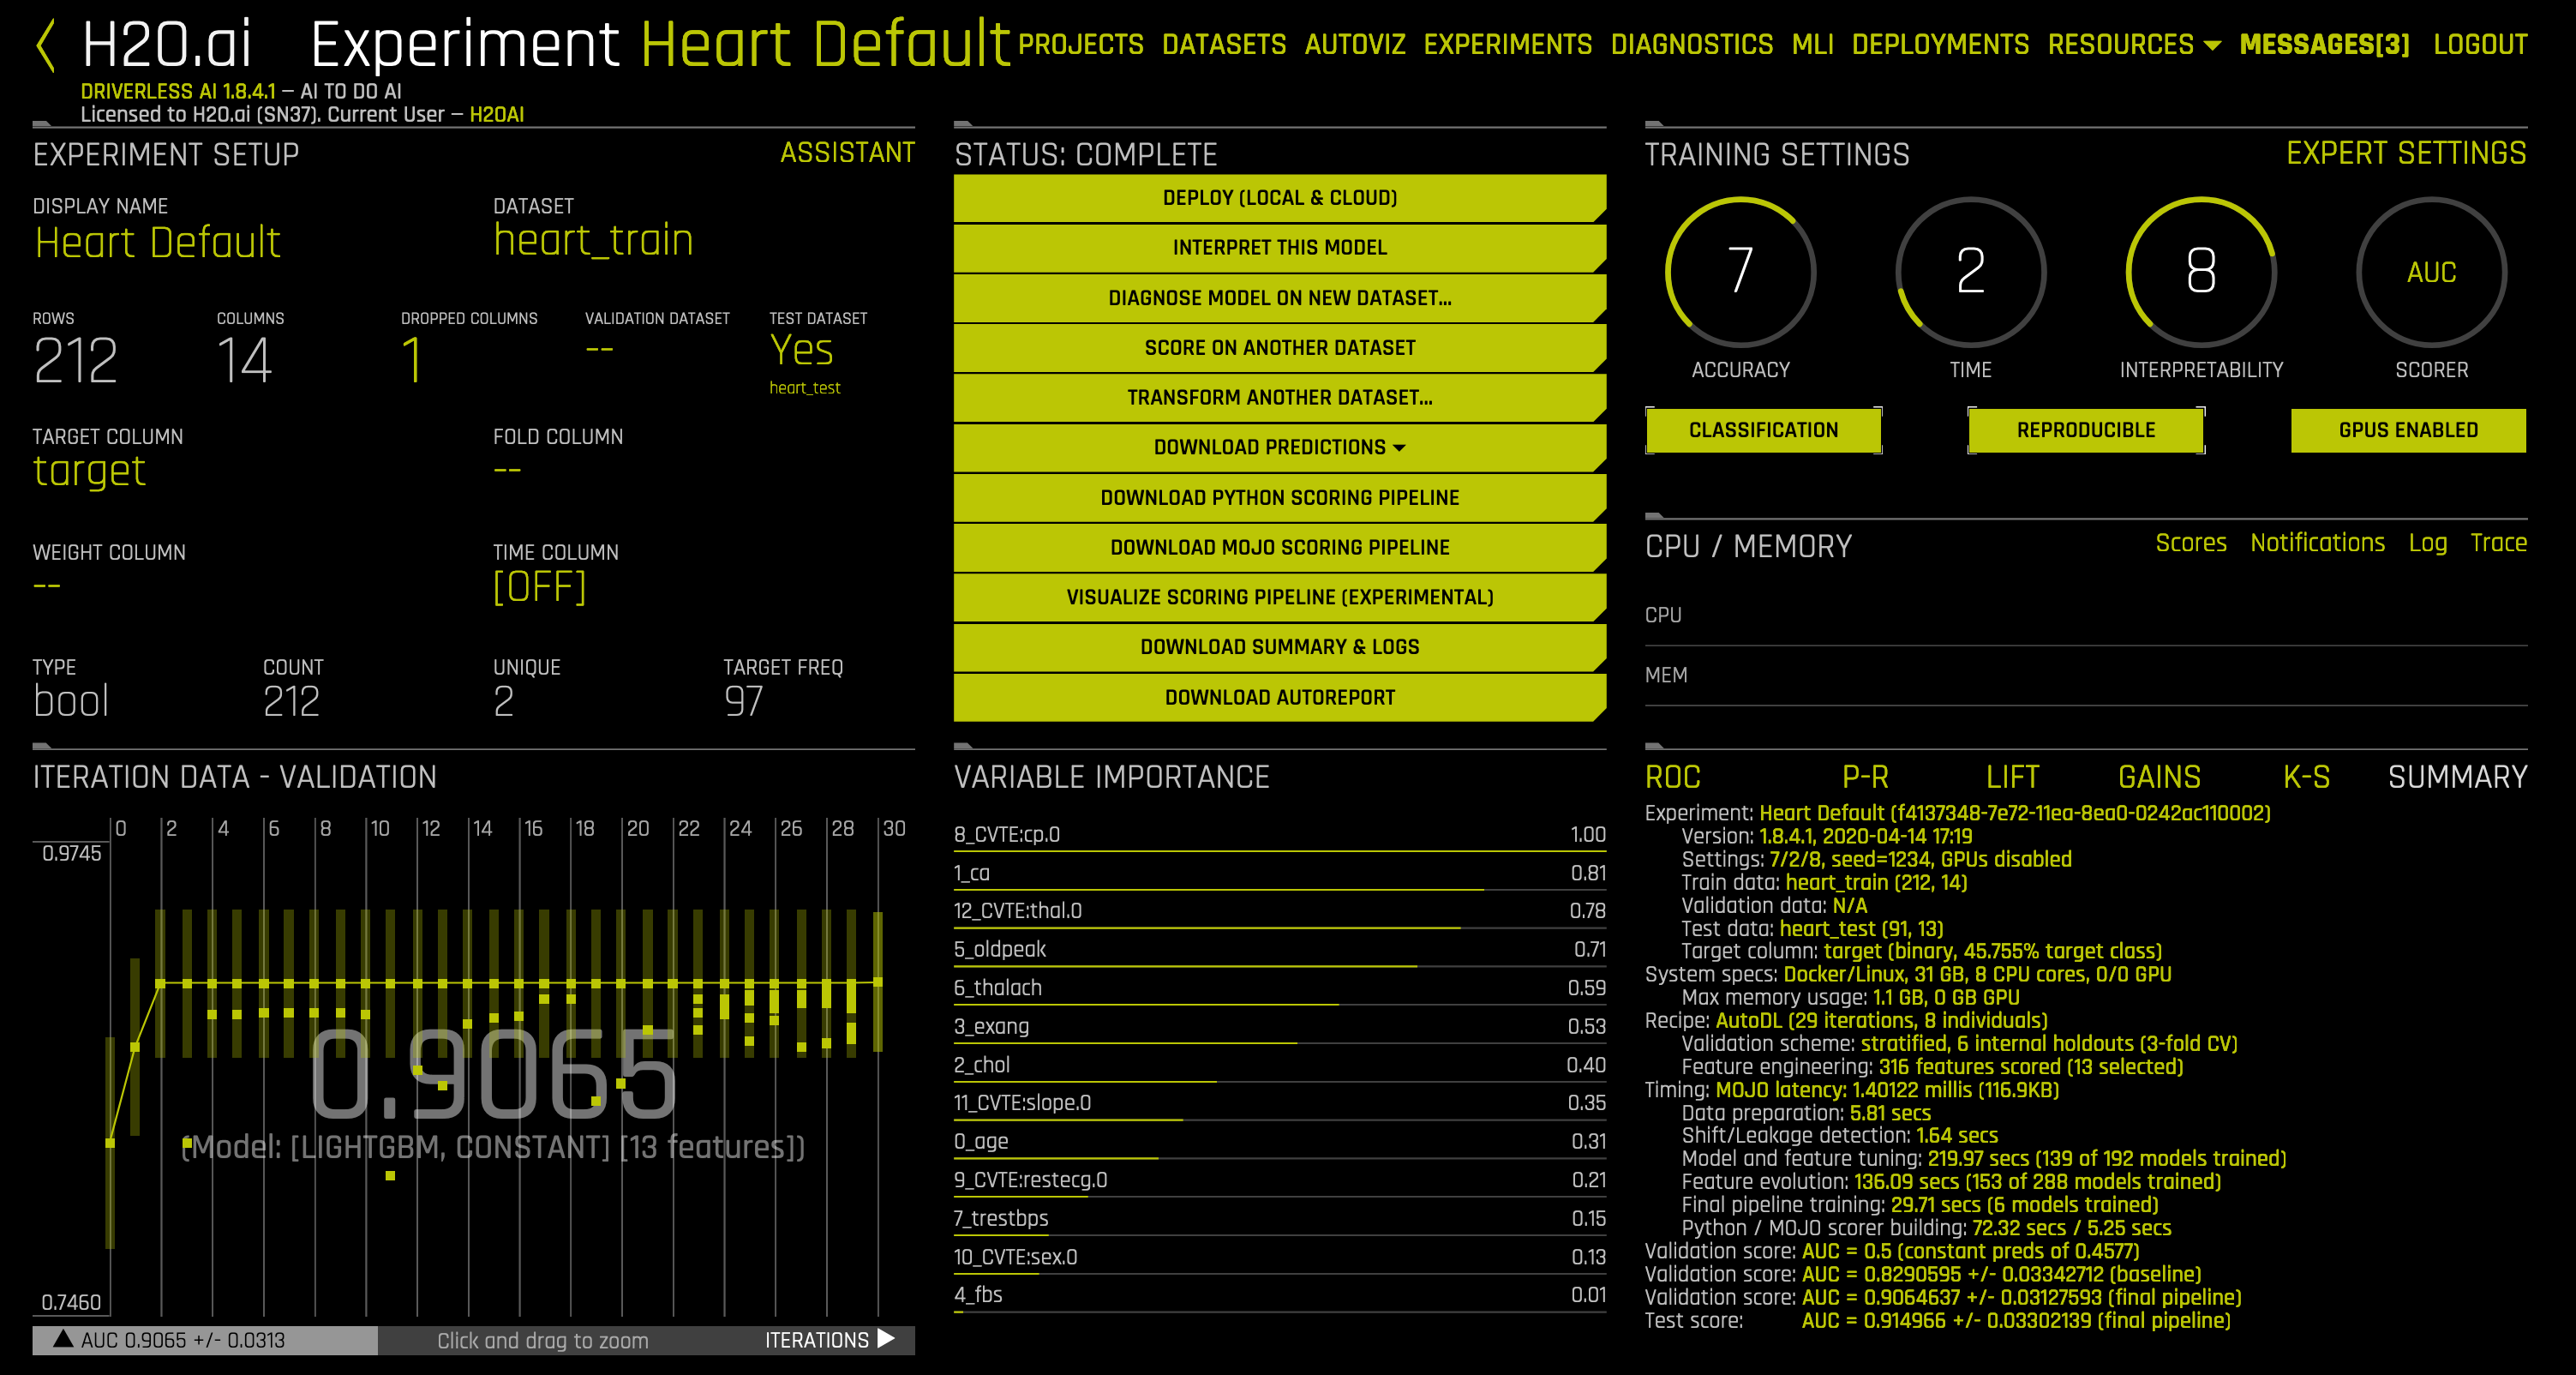 H2O.ai Experiment Heart Default PROJECTS DATASETS AUTOVIZ EXPERIMENTS DIAGNOSTICS MLI DEPLOYMENTS RESOURCES MESSAGES[3] LOGOUT
DRIVERLESS AI 1.8.4.1 – AI TO DO AI
Licensed to H2O.ai (SN37). Current User – H2OAI
EXPERIMENT SETUP ASSISTANT
DISPLAY NAME DATASET
Heart Default heart_train
ROWS COLUMNS DROPPED COLUMNS VALIDATION DATASET TEST DATASET
212 14 1 -- Yes
heart_test
TARGET COLUMN FOLD COLUMN
target --
WEIGHT COLUMN TIME COLUMN
-- [OFF]
TYPE COUNT UNIQUE TARGET FREQ
bool 212 2 97
STATUS: COMPLETE
DEPLOY (LOCAL & CLOUD)
INTERPRET THIS MODEL
DIAGNOSE MODEL ON NEW DATASET...
SCORE ON ANOTHER DATASET
TRANSFORM ANOTHER DATASET...
DOWNLOAD PREDICTIONS
DOWNLOAD PYTHON SCORING PIPELINE
DOWNLOAD MOJO SCORING PIPELINE
VISUALIZE SCORING PIPELINE (EXPERIMENTAL)
DOWNLOAD SUMMARY & LOGS
DOWNLOAD AUTOREPORT
TRAINING SETTINGS EXPERT SETTINGS
7 2 8 AUC
ACCURACY TIME INTERPRETABILITY SCORER
CLASSIFICATION REPRODUCIBLE GPUS ENABLED
CPU / MEMORY Scores Notifications Log Trace
CPU
MEM
ITERATION DATA - VALIDATION
0 2 4 6 8 10 12 14 16 18 20 22 24 26 28 30
0.9745
0.9065
(Model: [LIGHTGBM, CONSTANT] [13 features])
0.7460
AUC 0.9065 +/- 0.0313 Click and drag to zoom ITERATIONS
VARIABLE IMPORTANCE
8_CVTE:cp.0 1.00
1_ca 0.81
12_CVTE:thal.0 0.78
5_oldpeak 0.71
6_thalach 0.59
3_exang 0.53
2_chol 0.40
11_CVTE:slope.0 0.35
0_age 0.31
9_CVTE:restecg.0 0.21
7_trestbps 0.15
10_CVTE:sex.0 0.13
4_fbs 0.01
ROC P-R LIFT GAINS K-S SUMMARY
Experiment: Heart Default (f4137348-7e72-11ea-8ea0-0242ac110002)
Version: 1.8.4.1, 2020-04-14 17:19
Settings: 7/2/8, seed=1234, GPUs disabled
Train data: heart_train (212, 14)
Validation data: N/A
Test data: heart_test (91, 13)
Target column: target (binary, 45.755% target class)
System specs: Docker/Linux, 31 GB, 8 CPU cores, 0/0 GPU
Max memory usage: 1.1 GB, 0 GB GPU
Recipe: AutoDL (29 iterations, 8 individuals)
Validation scheme: stratified, 6 internal holdouts (3-fold CV)
Feature engineering: 316 features scored (13 selected)
Timing: MOJO latency: 1.40122 millis (116.9KB)
Data preparation: 5.81 secs
Shift/Leakage detection: 1.64 secs
Model and feature tuning: 219.97 secs (139 of 192 models trained)
Feature evolution: 136.09 secs (153 of 288 models trained)
Final pipeline training: 29.71 secs (6 models trained)
Python / MOJO scorer building: 72.32 secs / 5.25 secs
Validation score: AUC = 0.5 (constant preds of 0.4577)
Validation score: AUC = 0.8290595 +/- 0.03342712 (baseline)
Validation score: AUC = 0.9064637 +/- 0.03127593 (final pipeline)
Test score: AUC = 0.914966 +/- 0.03302139 (final pipeline)